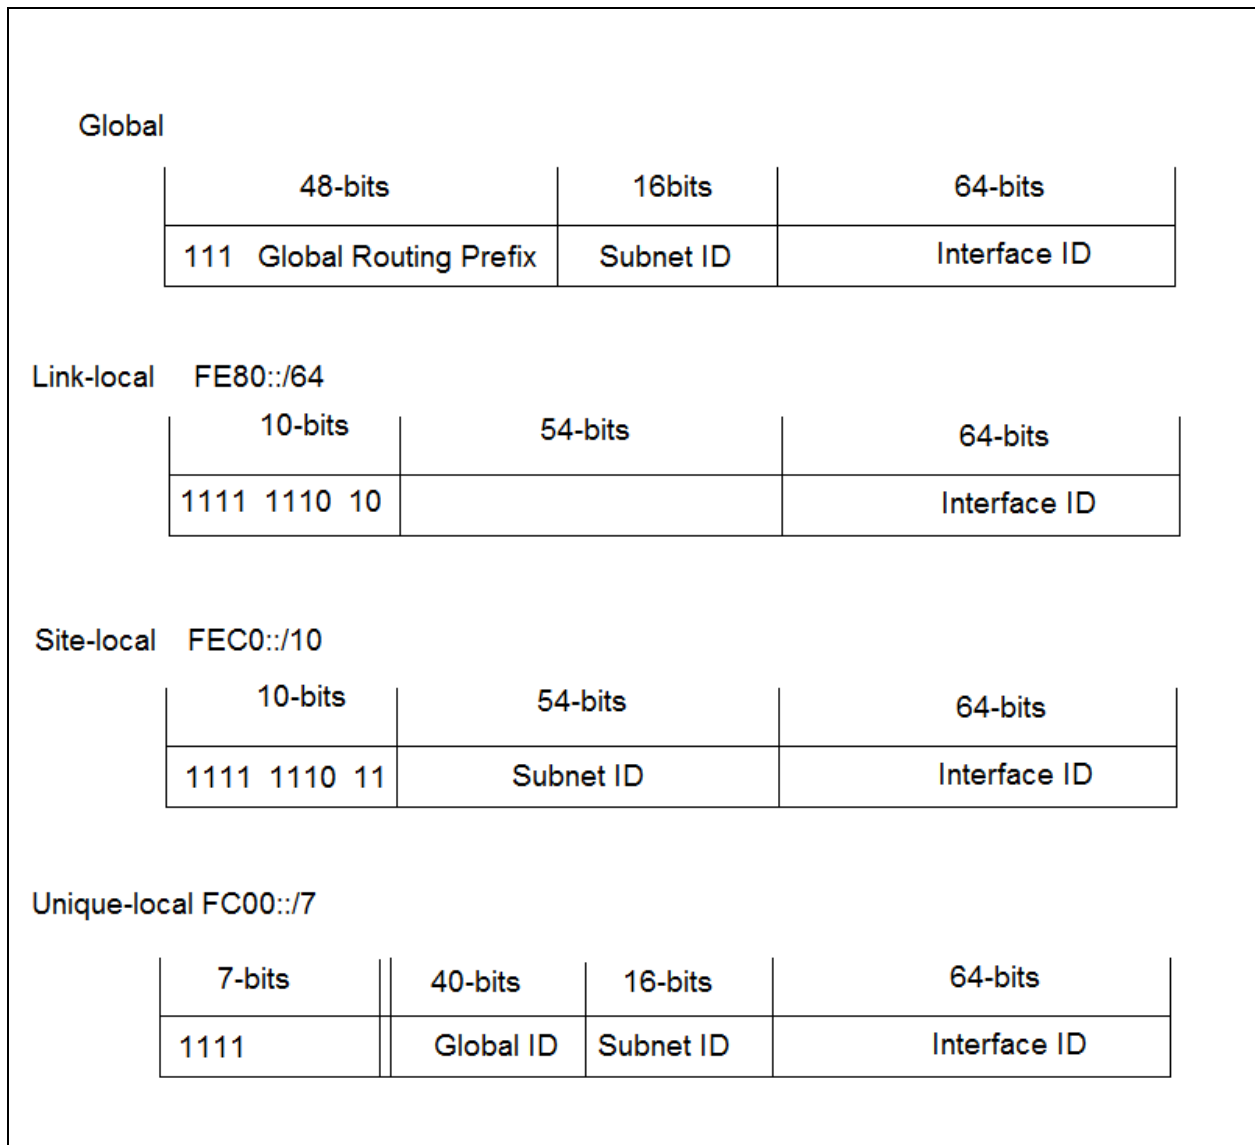 Global
48-bits 16bits 64-bits
111 Global Routing Prefix Subnet ID Interface ID
Link-local FE80::/64
10-bits 54-bits 64-bits
1111 1110 10 Interface ID
Site-local FEC0::/10
10-bits 54-bits 64-bits
1111 1110 11 Subnet ID Interface ID
Unique-local FC00::/7
7-bits 40-bits 16-bits 64-bits
1111 Global ID Subnet ID Interface ID